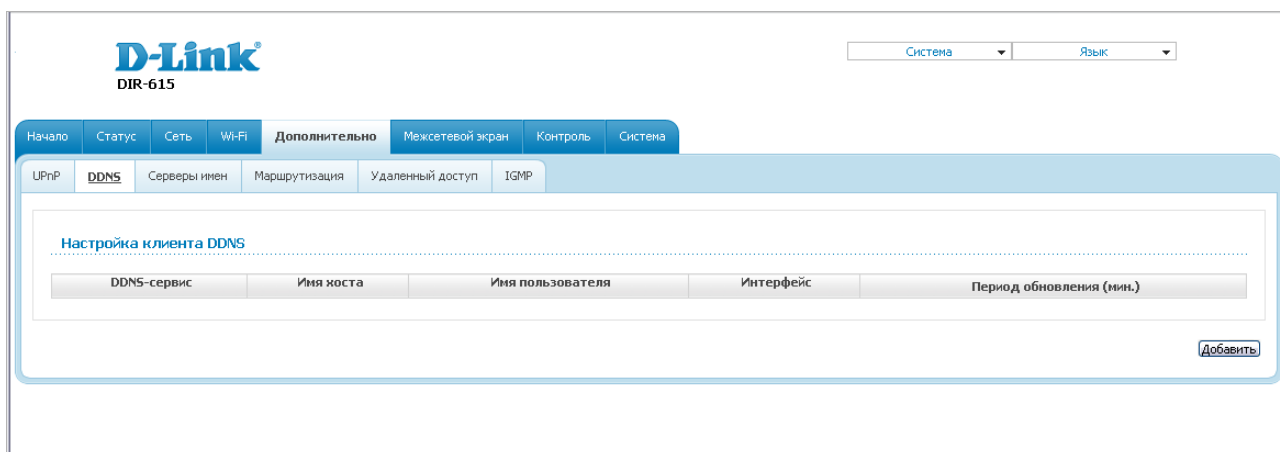 D-Link®
DIR-615
Система Язык
Начало Статус Сеть Wi-Fi Дополнительно Межсетевой экран Контроль Система
UPnP DDNS Серверы имен Маршрутизация Удаленный доступ IGMP
Настройка клиента DDNS
DDNS-сервис Имя хоста Имя пользователя Интерфейс Период обновления (мин.)
Добавить